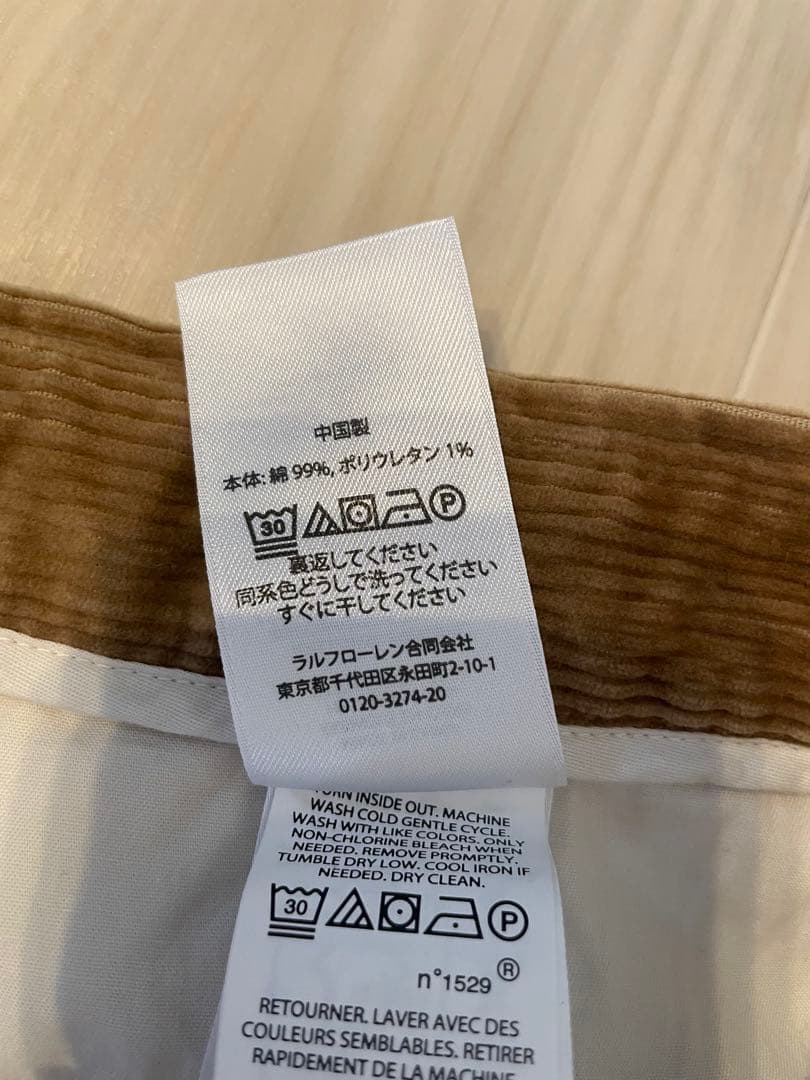 中国製
本体: 綿 99%, ポリウレタン 1%
30 P
裏返してください
同系色どうしで洗ってください
すぐに干してください
ラルフローレン合同会社
東京都千代田区永田町2-10-1
0120-3274-20
TURN INSIDE OUT. MACHINE
WASH COLD GENTLE CYCLE.
WASH WITH LIKE COLORS. ONLY
NON-CHLORINE BLEACH WHEN
NEEDED. REMOVE PROMPTLY.
TUMBLE DRY LOW. COOL IRON IF
NEEDED. DRY CLEAN.
30 P
n°1529 ®
RETOURNER. LAVER AVEC DES
COULEURS SEMBLABLES. RETIRER
RAPIDEMENT DE LA MACHINE